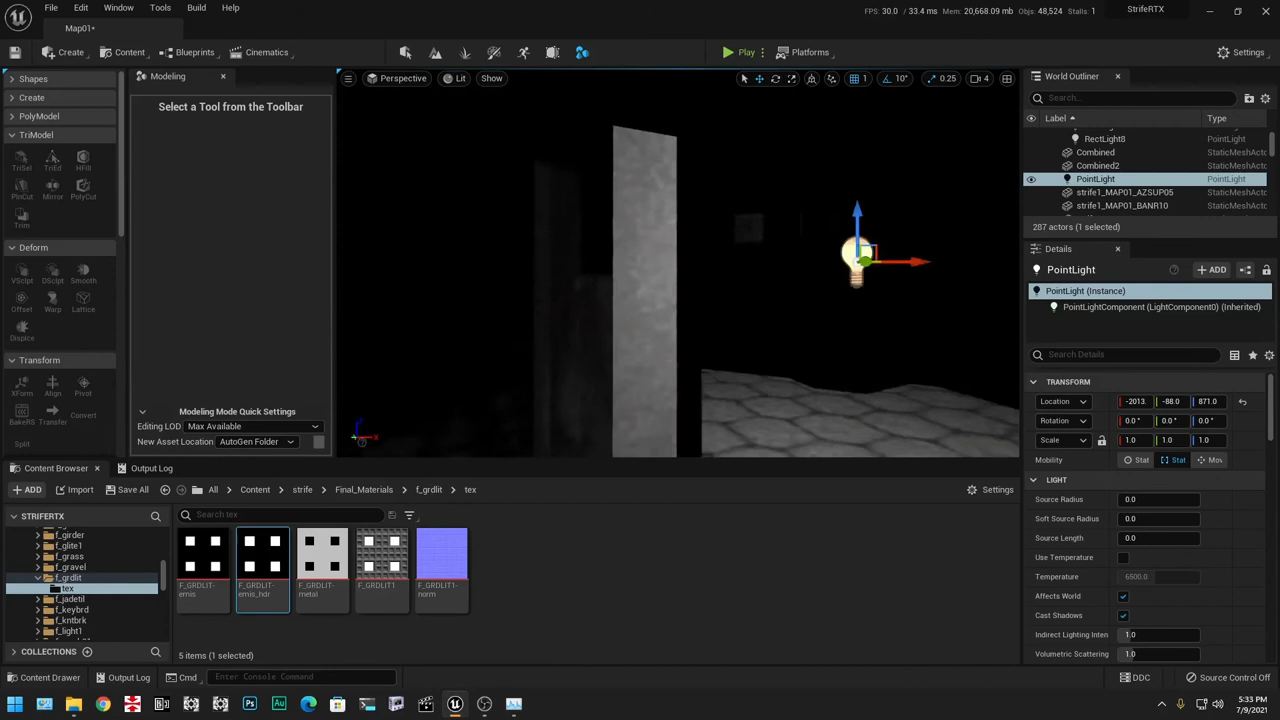 File Edit Window Tools Build Help
FPS: 30.0 / 33.4 ms Mem: 20,668.09 mb Objs: 48,524 Stalls: 1
StrifeRTX
Map01*
Create Content Blueprints Cinematics Play Platforms Settings
Shapes
Create
PolyModel
TriModel
TriSel TriEd HFill
PlnCut Mirror PolyCut
Trim
Deform
VSculpt DSculpt Smooth
Offset Warp Lattice
Displce
Transform
XForm Align Pivot
BakeRS Transfer Convert
Split
Modeling
Select a Tool from the Toolbar
Modeling Mode Quick Settings
Editing LOD Max Available
New Asset Location AutoGen Folder
Perspective Lit Show
1 10° 0.25 4
World Outliner
Search...
Label Type
RectLight8 PointLight
Combined StaticMeshActo
Combined2 StaticMeshActo
PointLight PointLight
strife1_MAP01_AZSUP05 StaticMeshActo
strife1_MAP01_BANR10 StaticMeshActo
287 actors (1 selected)
Details
PointLight
ADD
PointLight (Instance)
PointLightComponent (LightComponent0) (Inherited)
Search Details
TRANSFORM
Location -2013. -88.0 871.0
Rotation 0.0 ° 0.0 ° 0.0 °
Scale 1.0 1.0 1.0
Mobility Stat Stat Mov
LIGHT
Source Radius 0.0
Soft Source Radius 0.0
Source Length 0.0
Use Temperature
Temperature 6500.0
Affects World
Cast Shadows
Indirect Lighting Inten 1.0
Volumetric Scattering 1.0
Content Browser Output Log
ADD Import Save All All Content strife Final_Materials f_grdlit tex Settings
STRIFERTX
f_girder
f_glite1
f_grass
f_gravel
f_grdlit
tex
f_jadetil
f_keybrd
f_kntbrk
f_light1
COLLECTIONS
Search tex
F_GRDLIT-emis
F_GRDLIT-emis_hdr
F_GRDLIT-metal
F_GRDLIT1
F_GRDLIT1-norm
5 items (1 selected)
Content Drawer Output Log Cmd Enter Console Command DDC Source Control Off
5:33 PM
7/9/2021